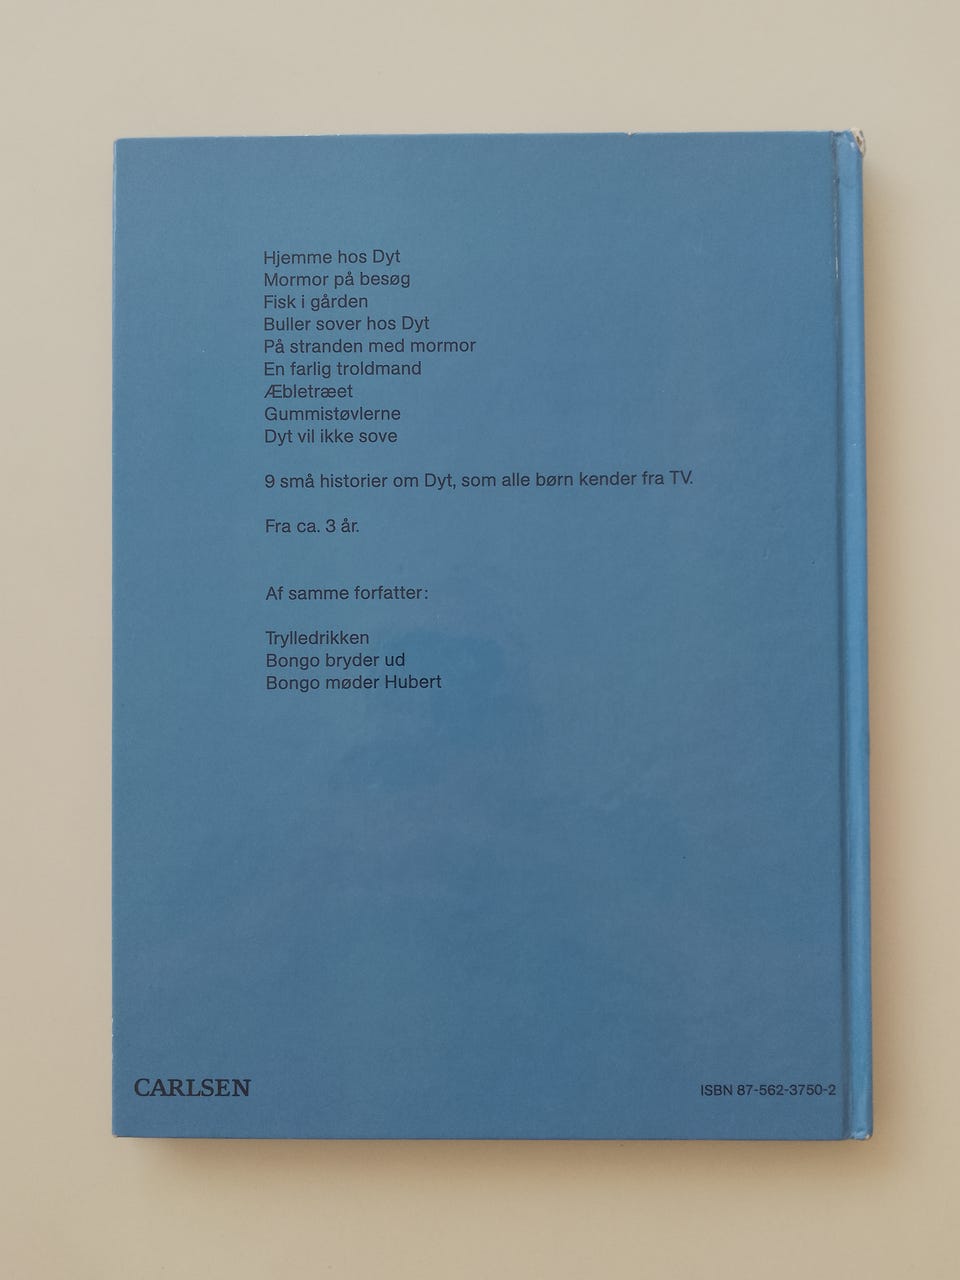 Hjemme hos Dyt
Mormor på besøg
Fisk i gården
Buller sover hos Dyt
På stranden med mormor
En farlig troldmand
Æbletræet
Gummistøvlerne
Dyt vil ikke sove
9 små historier om Dyt, som alle børn kender fra TV.
Fra ca. 3 år.
Af samme forfatter:
Trylledrikken
Bongo bryder ud
Bongo møder Hubert
CARLSEN
ISBN 87-562-3750-2